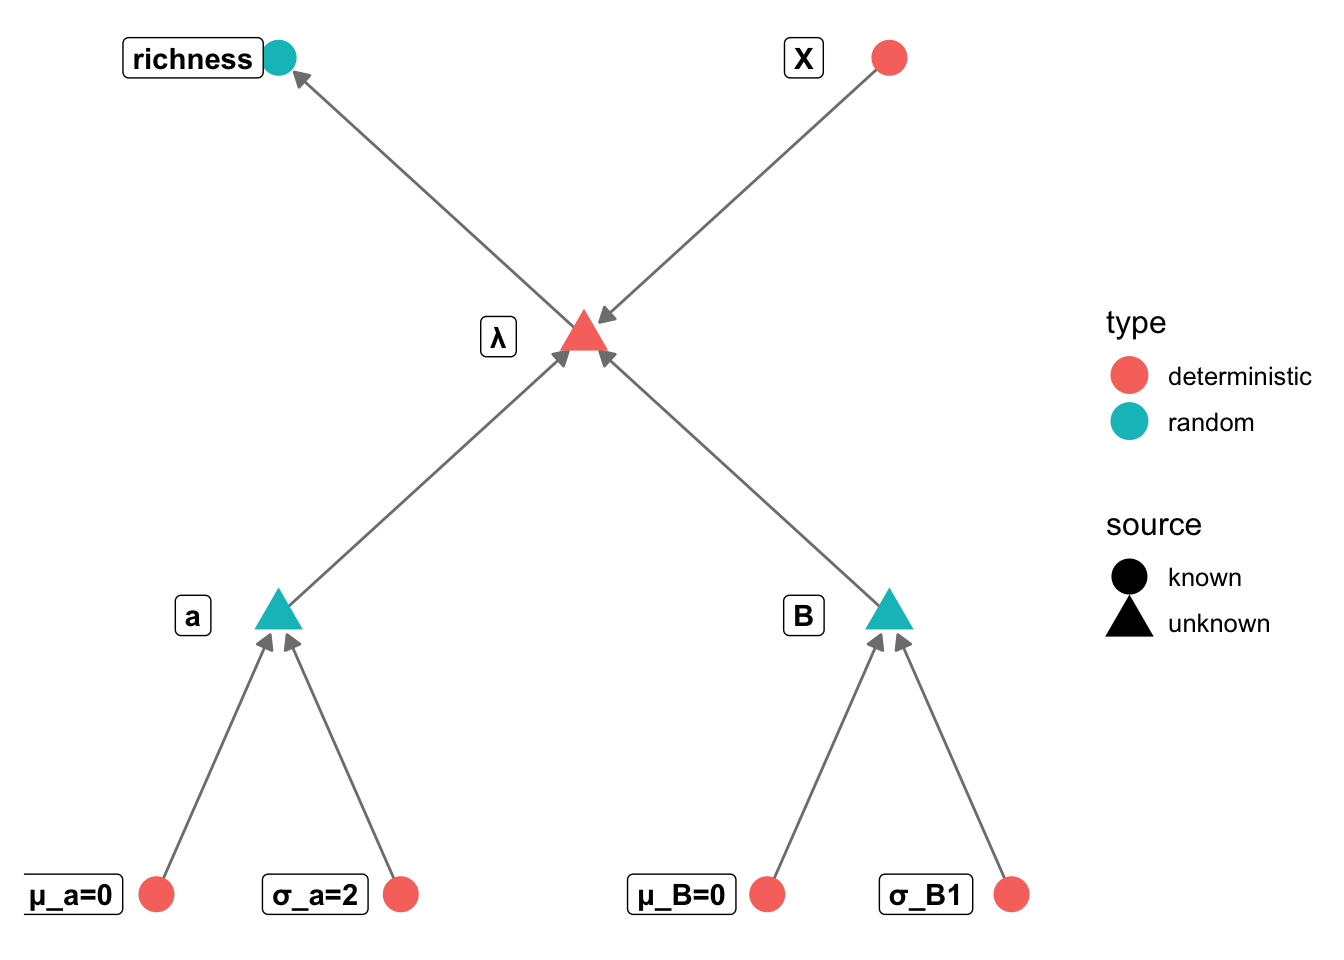 richness
X
λ
type
deterministic
random
source
known
unknown
a
B
μ_a=0
σ_a=2
μ_B=0
σ_B1